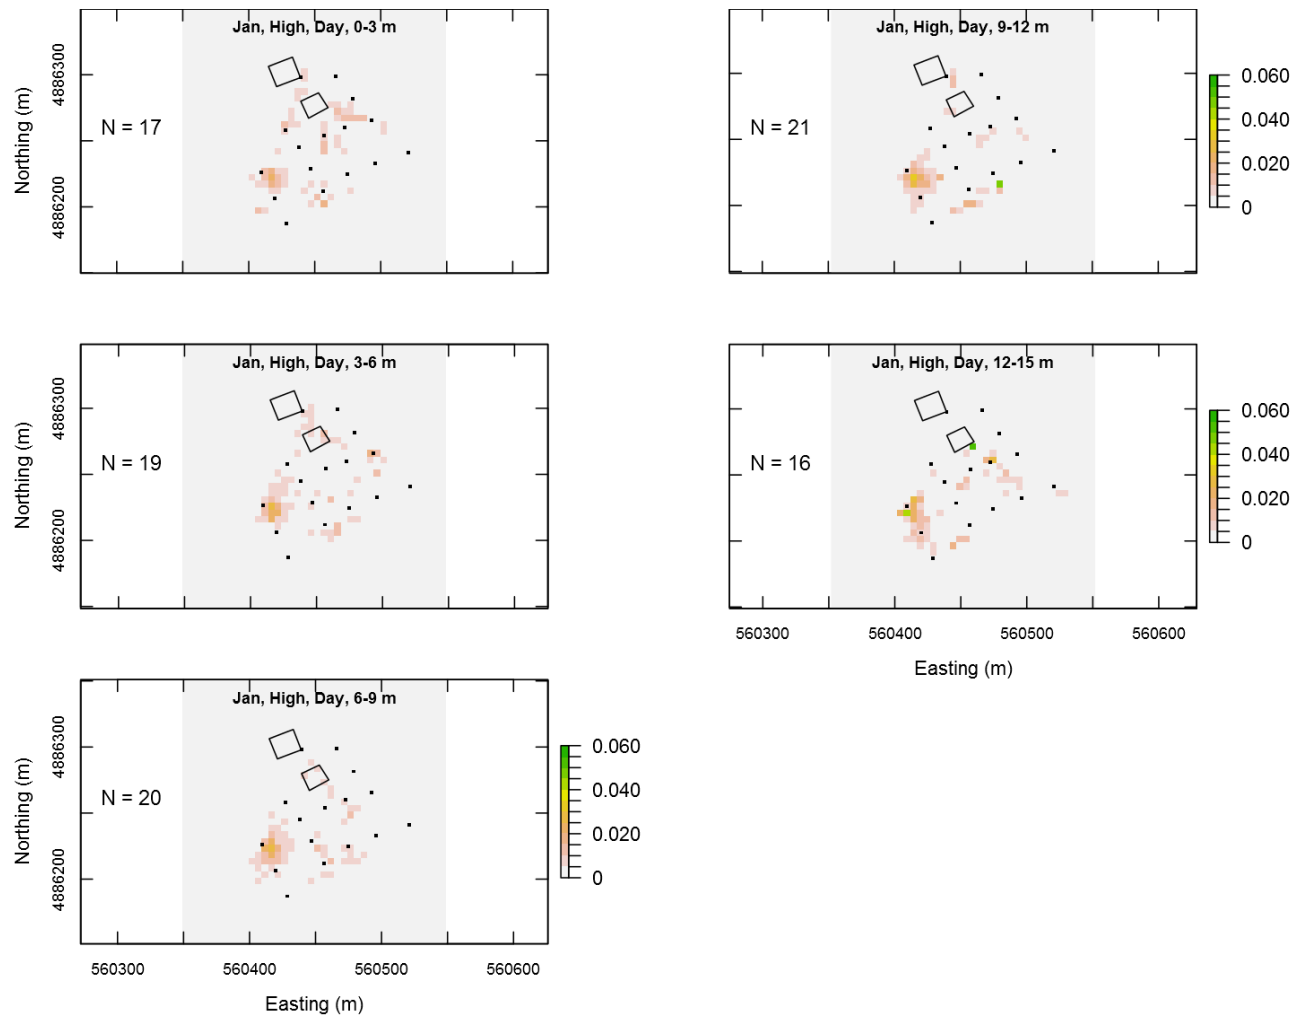 Jan, High, Day, 0-3 m
N = 17
Northing (m)
4886300
4886200
Jan, High, Day, 9-12 m
N = 21
0.060
0.040
0.020
0
Jan, High, Day, 3-6 m
N = 19
Northing (m)
4886300
4886200
Jan, High, Day, 12-15 m
N = 16
0.060
0.040
0.020
0
560300 560400 560500 560600
Easting (m)
Jan, High, Day, 6-9 m
N = 20
Northing (m)
4886300
4886200
0.060
0.040
0.020
0
560300 560400 560500 560600
Easting (m)